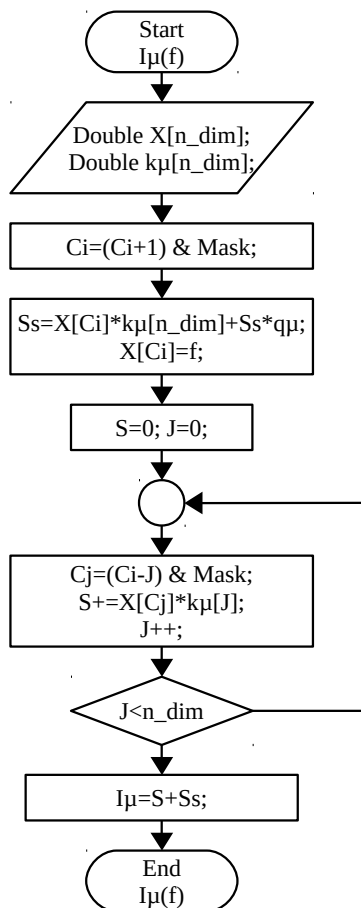 Start
Iµ(f)
Double X[n_dim];
Double kµ[n_dim];
Ci=(Ci+1) & Mask;
Ss=X[Ci]*kµ[n_dim]+Ss*qµ;
X[Ci]=f;
S=0; J=0;
Cj=(Ci-J) & Mask;
S+=X[Cj]*kµ[J];
J++;
J<n_dim
Iµ=S+Ss;
End
Iµ(f)